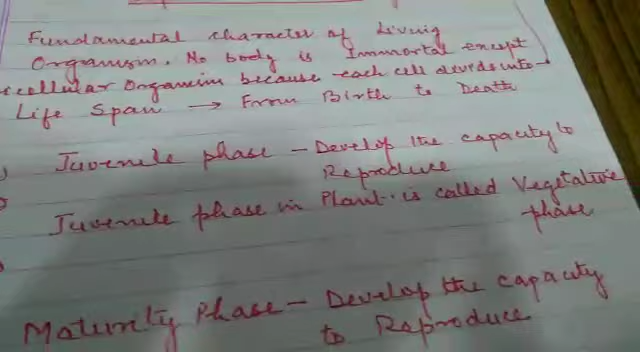 Fundamental character of Living
Organism. No body is Immortal except
cellular Organism because each cell divids into
Life Span → From Birth to Death
Juvenile phase - Develop the capacity to
Reproduce
Juvenile phase in Plant is called Vegetative
phase
Maturity Phase - Develop the capacity
to Reproduce